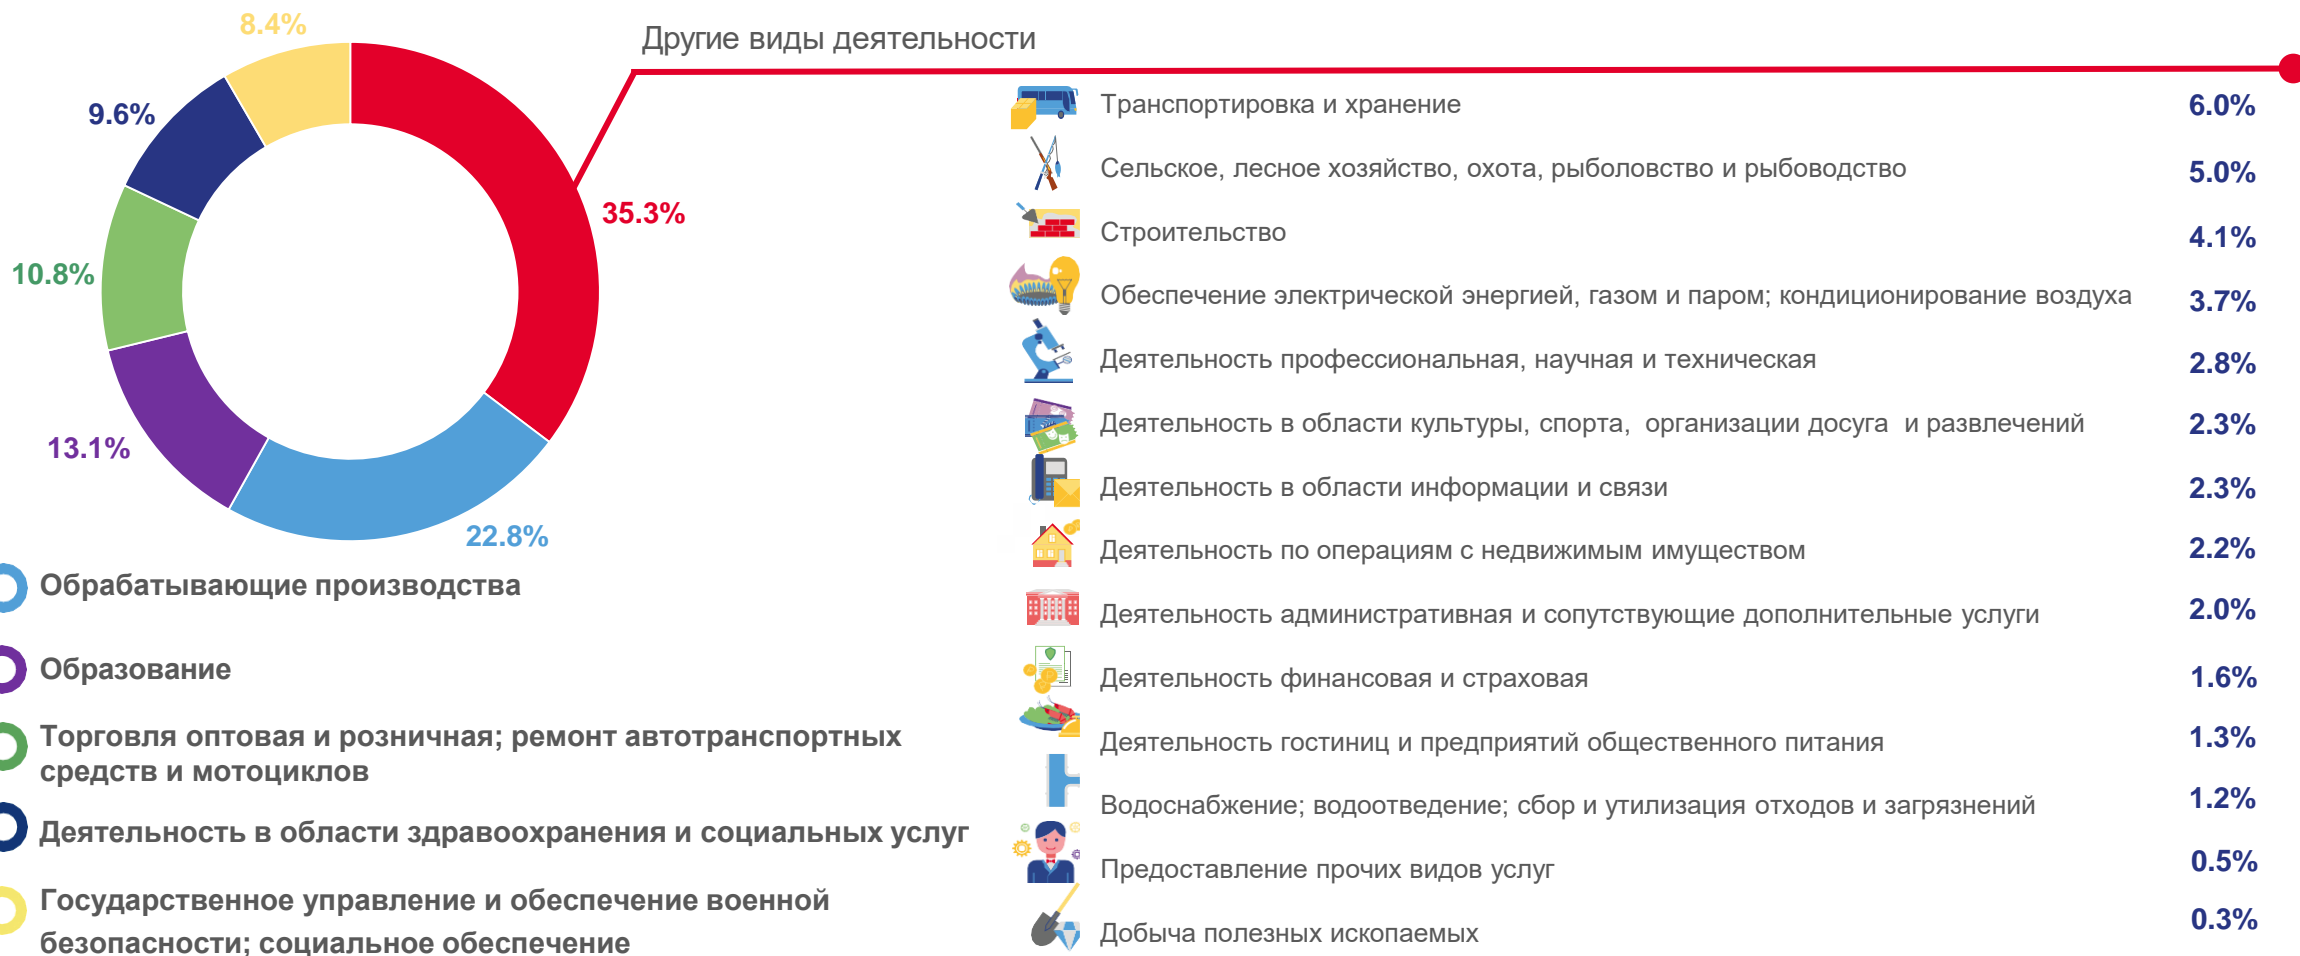 8.4%
Другие виды деятельности
9.6%
35.3%
10.8%
13.1%
22.8%
Обрабатывающие производства
Образование
Торговля оптовая и розничная; ремонт автотранспортных
средств и мотоциклов
Деятельность в области здравоохранения и социальных услуг
Государственное управление и обеспечение военной
безопасности; социальное обеспечение
Транспортировка и хранение 6.0%
Сельское, лесное хозяйство, охота, рыболовство и рыбоводство 5.0%
Строительство 4.1%
Обеспечение электрической энергией, газом и паром; кондиционирование воздуха 3.7%
Деятельность профессиональная, научная и техническая 2.8%
Деятельность в области культуры, спорта, организации досуга и развлечений 2.3%
Деятельность в области информации и связи 2.3%
Деятельность по операциям с недвижимым имуществом 2.2%
Деятельность административная и сопутствующие дополнительные услуги 2.0%
Деятельность финансовая и страховая 1.6%
Деятельность гостиниц и предприятий общественного питания 1.3%
Водоснабжение; водоотведение; сбор и утилизация отходов и загрязнений 1.2%
Предоставление прочих видов услуг 0.5%
Добыча полезных ископаемых 0.3%